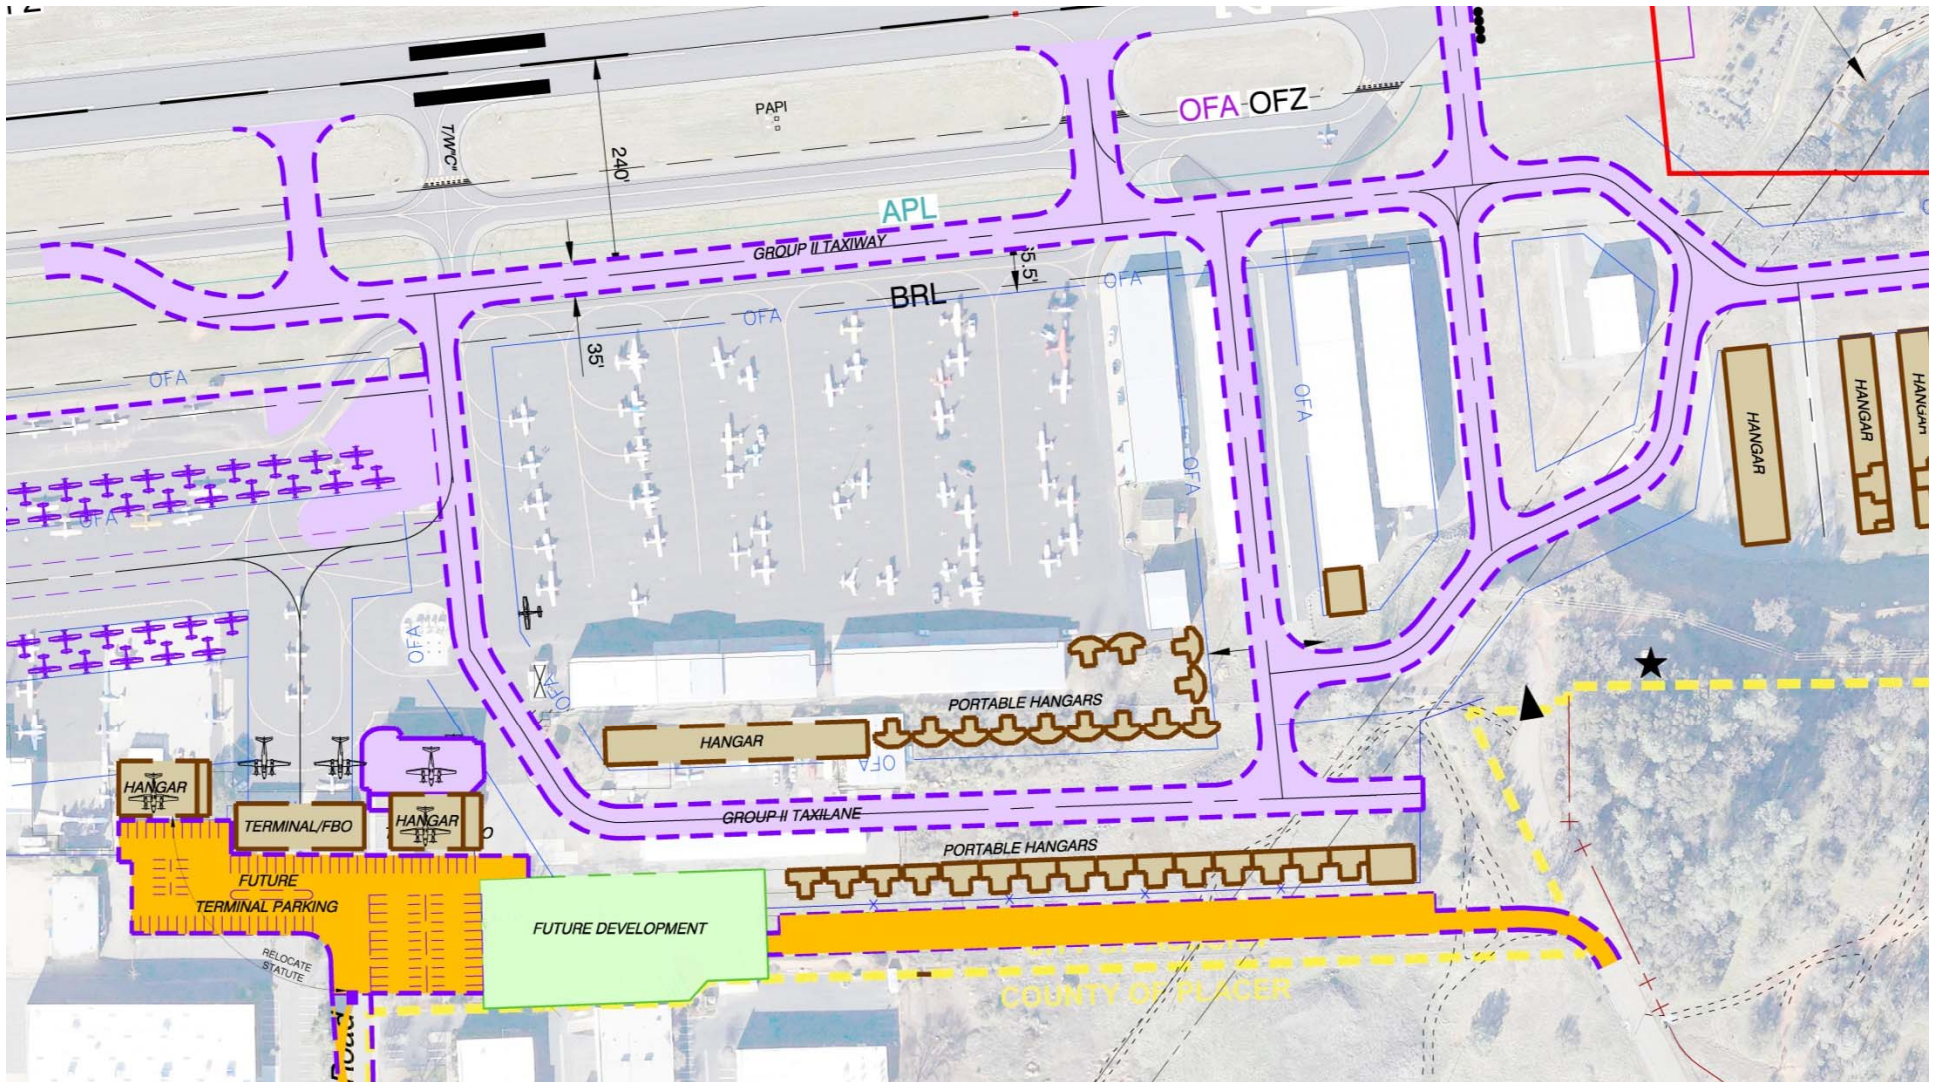 PAPI
OFA OFZ
T/W"C"
240'
APL
GROUP II TAXIWAY
BRL
OFA
OFA
35'
OFA
OFA
HANGAR
HANGAR
HANGAR
OFA
OFA
OFA
OFA
PORTABLE HANGARS
HANGAR
OFA
HANGAR
TERMINAL/FBO
HANGAR
GROUP II TAXILANE
PORTABLE HANGARS
FUTURE
TERMINAL PARKING
FUTURE DEVELOPMENT
RELOCATE
STATUTE
COUNTY OF PLACER
Road